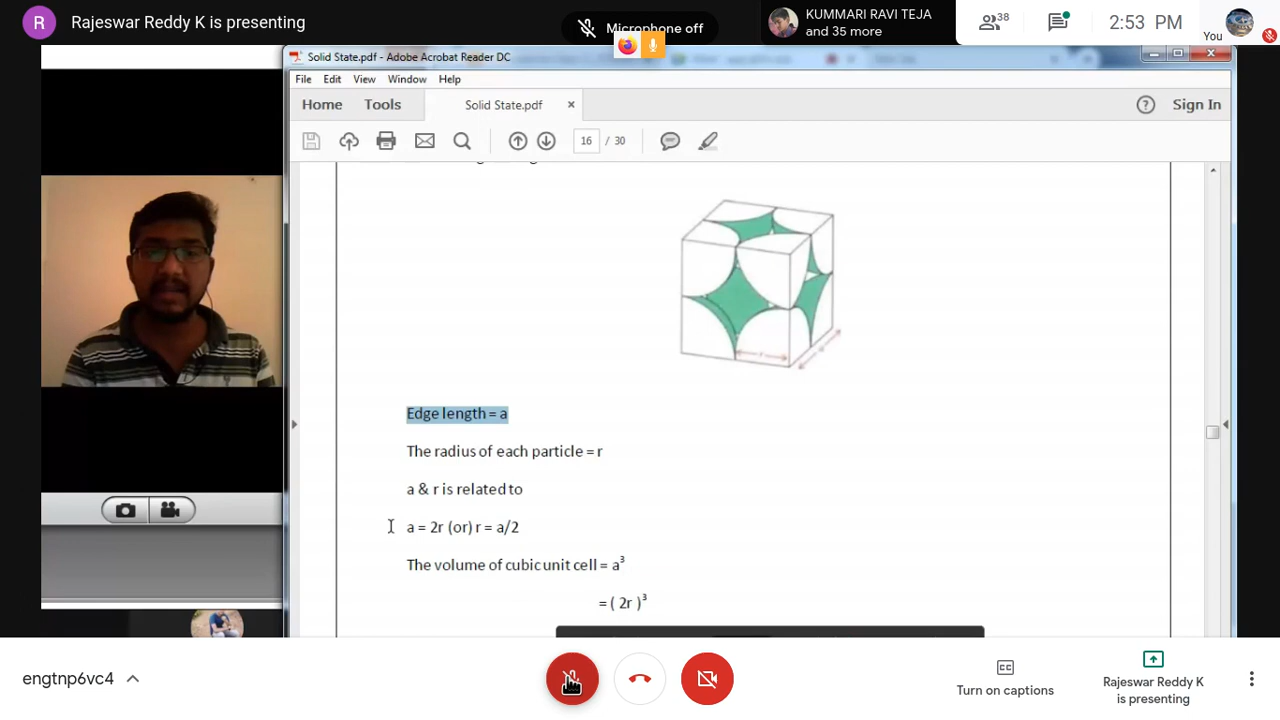 R Rajeswar Reddy K is presenting
Microphone off
KUMMARI RAVI TEJA
and 35 more
38
2:53 PM
You
Solid State.pdf - Adobe Acrobat Reader DC
File Edit View Window Help
Home Tools Solid State.pdf × ? Sign In
16 / 30
Edge length = a
The radius of each particle = r
a & r is related to
a = 2r (or) r = a/2
The volume of cubic unit cell = a³
= ( 2r )³
engtnp6vc4
CC
Turn on captions
Rajeswar Reddy K
is presenting